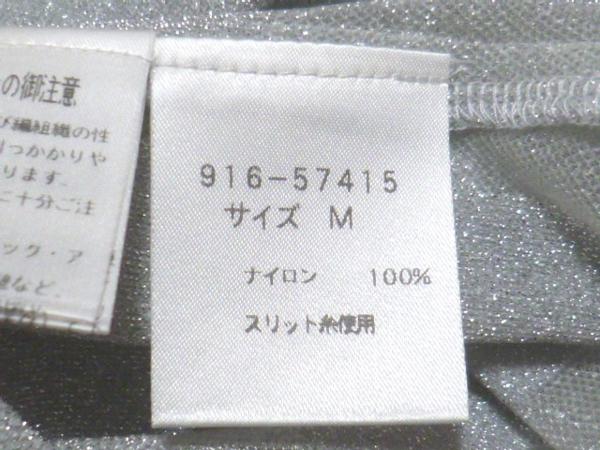 の御注意
び編組織の性
引っかかりや
ります。
に十分ご注
ック・ア
など。
916-57415
サイズ M
ナイロン 100%
スリット糸使用